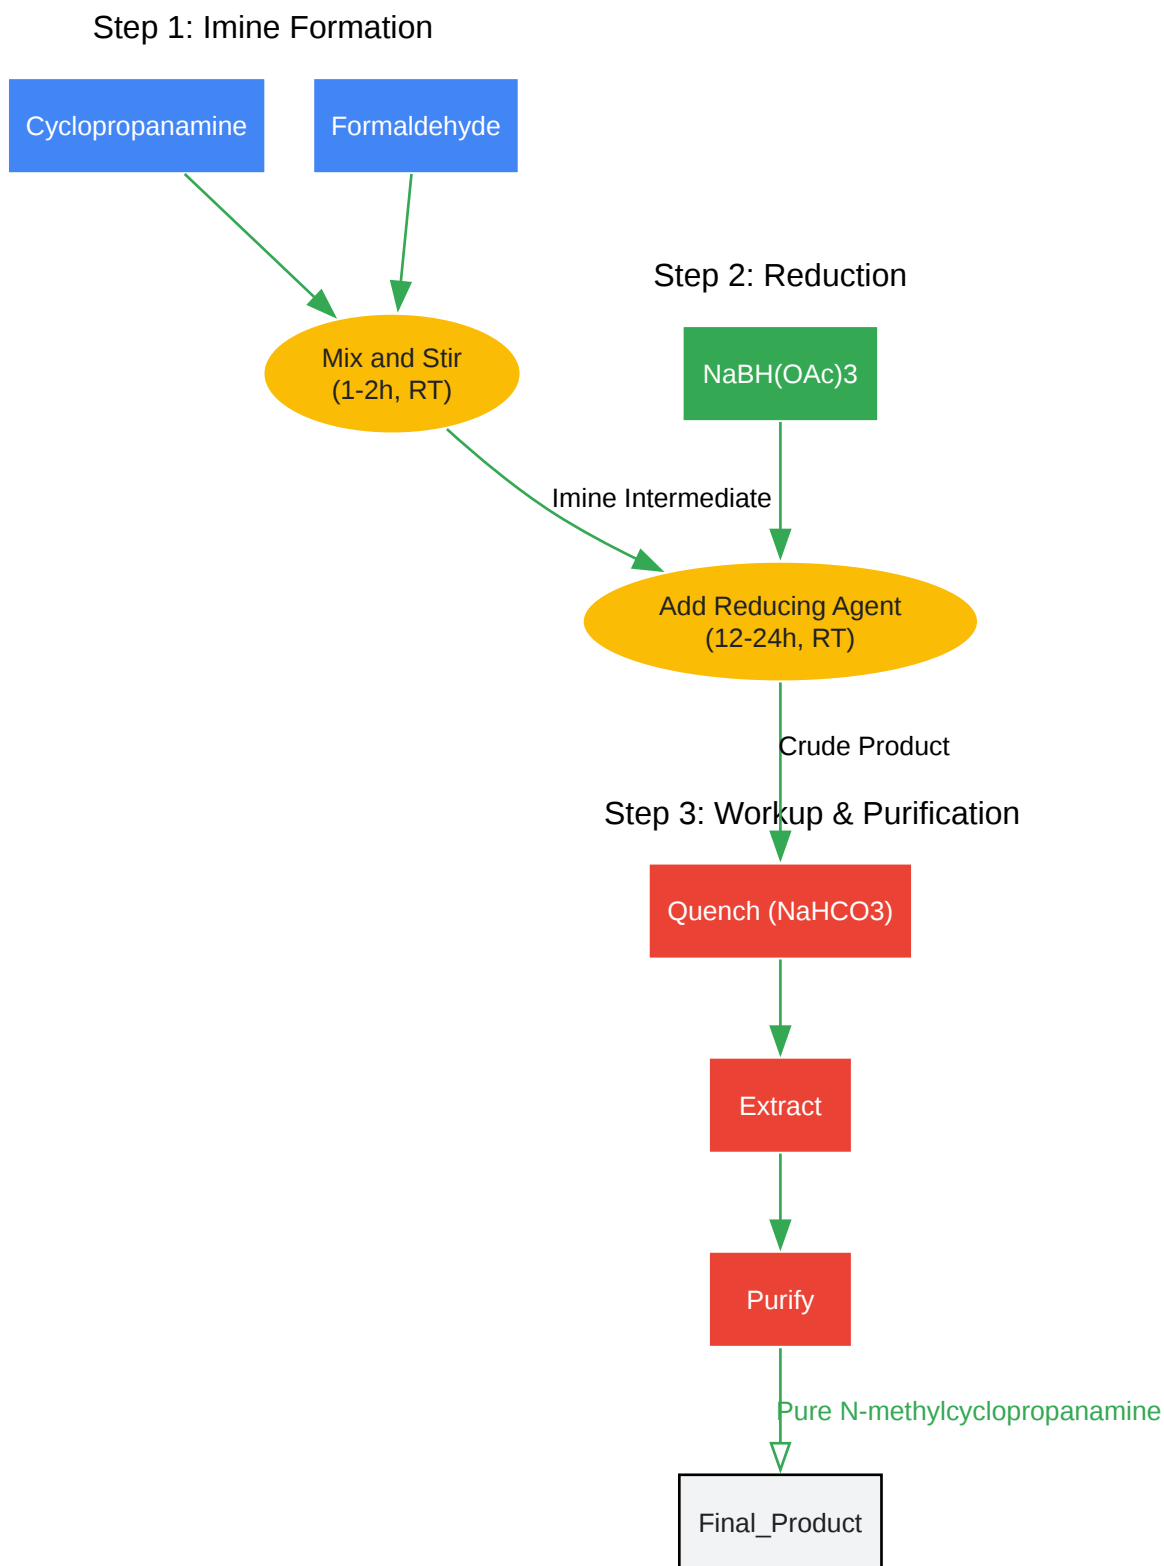 Step 1: Imine Formation
Cyclopropanamine
Formaldehyde
Step 2: Reduction
Mix and Stir
(1-2h, RT)
NaBH(OAc)3
Imine Intermediate
Add Reducing Agent
(12-24h, RT)
Crude Product
Step 3: Workup & Purification
Quench (NaHCO3)
Extract
Purify
Pure N-methylcyclopropanamine
Final_Product